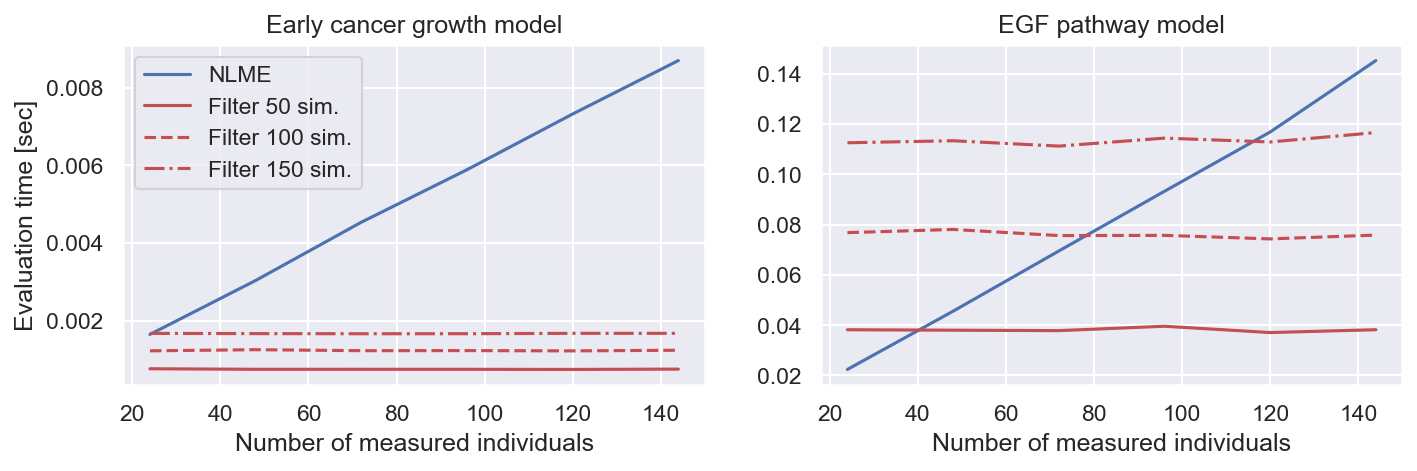 Early cancer growth model
Evaluation time [sec]
0.008
0.006
0.004
0.002
NLME
Filter 50 sim.
Filter 100 sim.
Filter 150 sim.
20 40 60 80 100 120 140
Number of measured individuals
EGF pathway model
0.14
0.12
0.10
0.08
0.06
0.04
0.02
20 40 60 80 100 120 140
Number of measured individuals